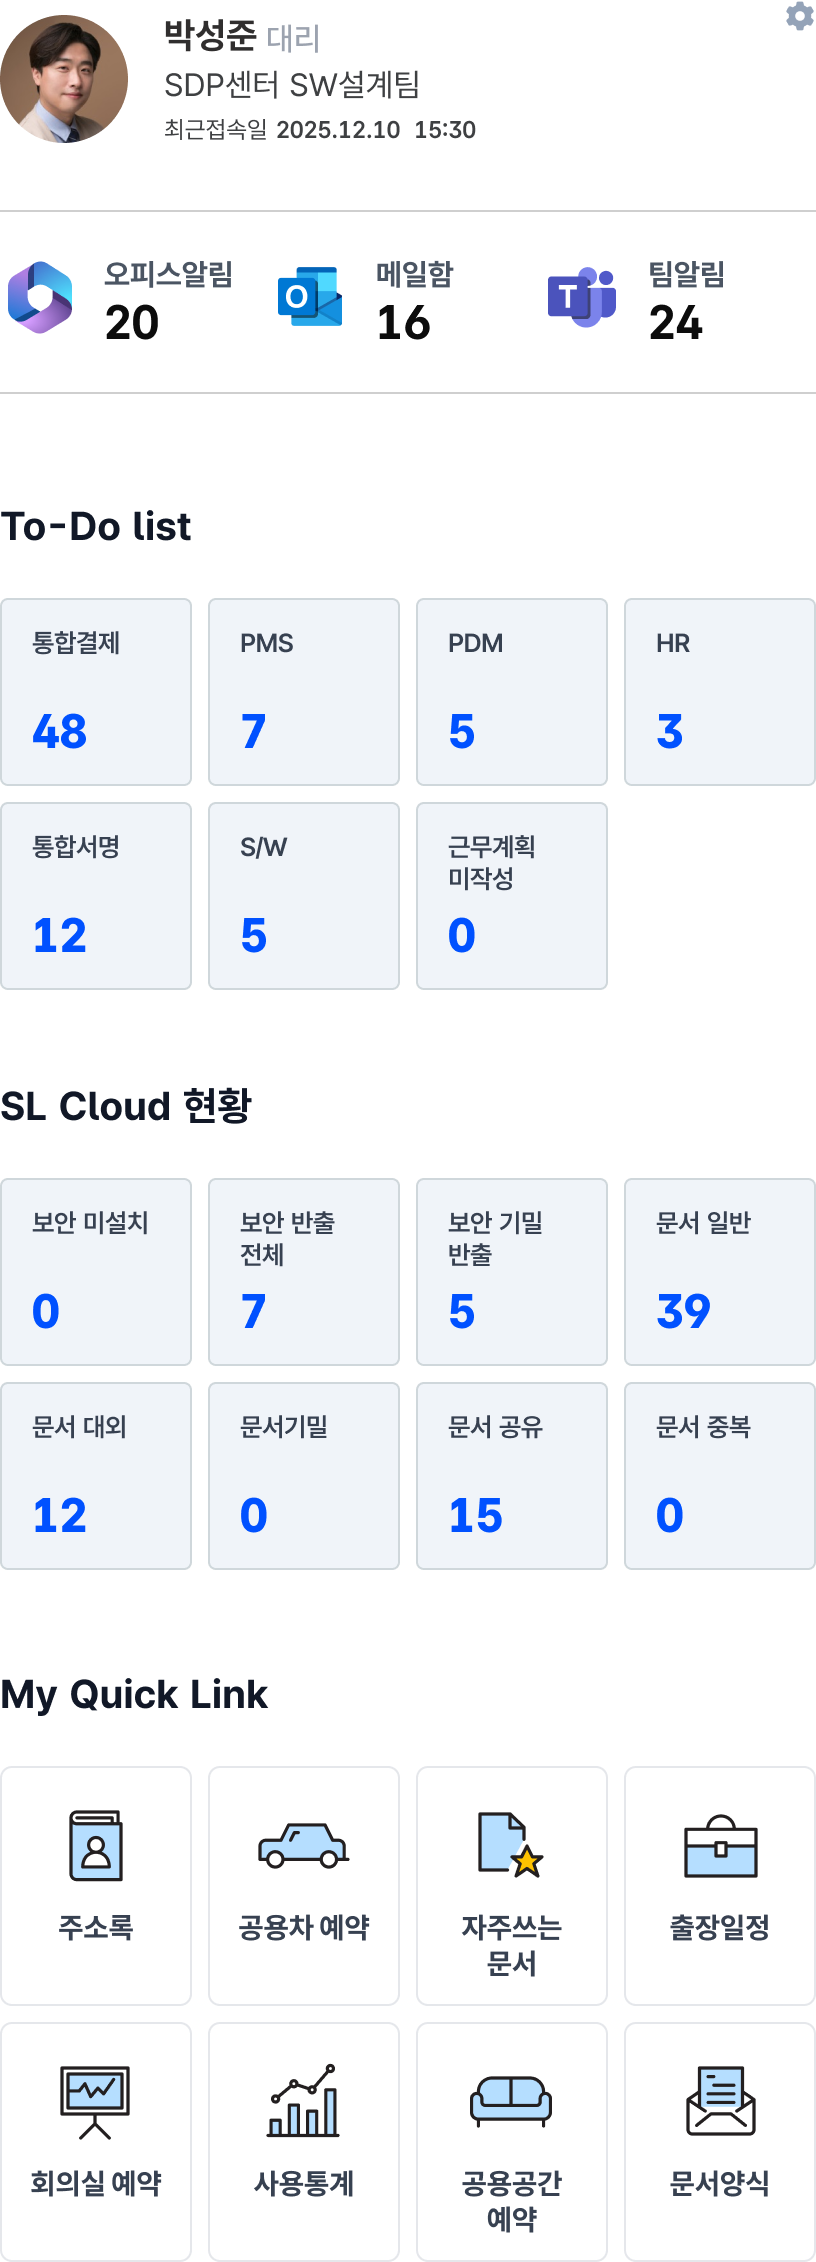 박성준 대리
SDP센터 SW설계팀
최근접속일 2025.12.10 15:30
오피스알림
20
O
메일함
16
T
팀알림
24
To-Do list
통합결제
48
PMS
7
PDM
5
HR
3
통합서명
12
S/W
5
근무계획
미작성
0
SL Cloud 현황
보안 미설치
0
보안 반출
전체
7
보안 기밀
반출
5
문서 일반
39
문서 대외
12
문서기밀
0
문서 공유
15
문서 중복
0
My Quick Link
주소록
공용차 예약
자주쓰는
문서
출장일정
회의실 예약
사용통계
공용공간
예약
문서양식